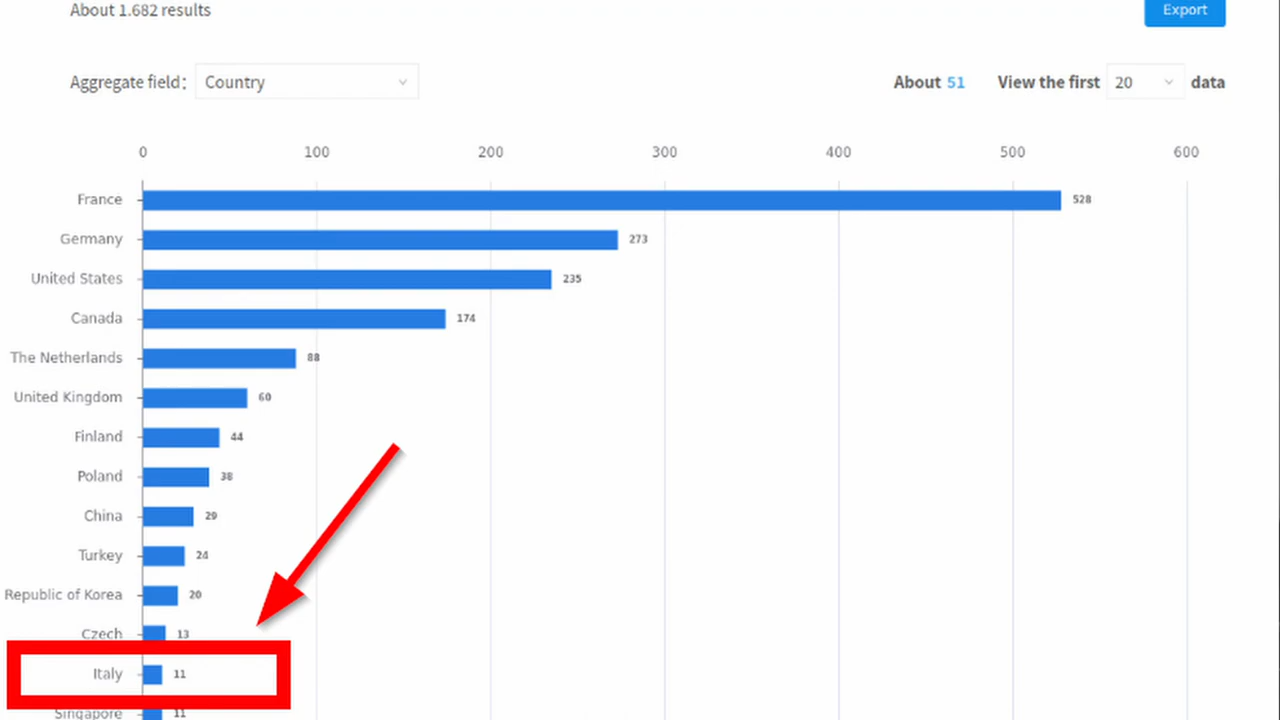 About 1.682 results
Export
Aggregate field: Country
About 51 View the first 20 data
0 100 200 300 400 500 600
France 528
Germany 273
United States 235
Canada 174
The Netherlands 88
United Kingdom 60
Finland 44
Poland 38
China 29
Turkey 24
Republic of Korea 20
Czech 13
Italy 11
Singapore 11